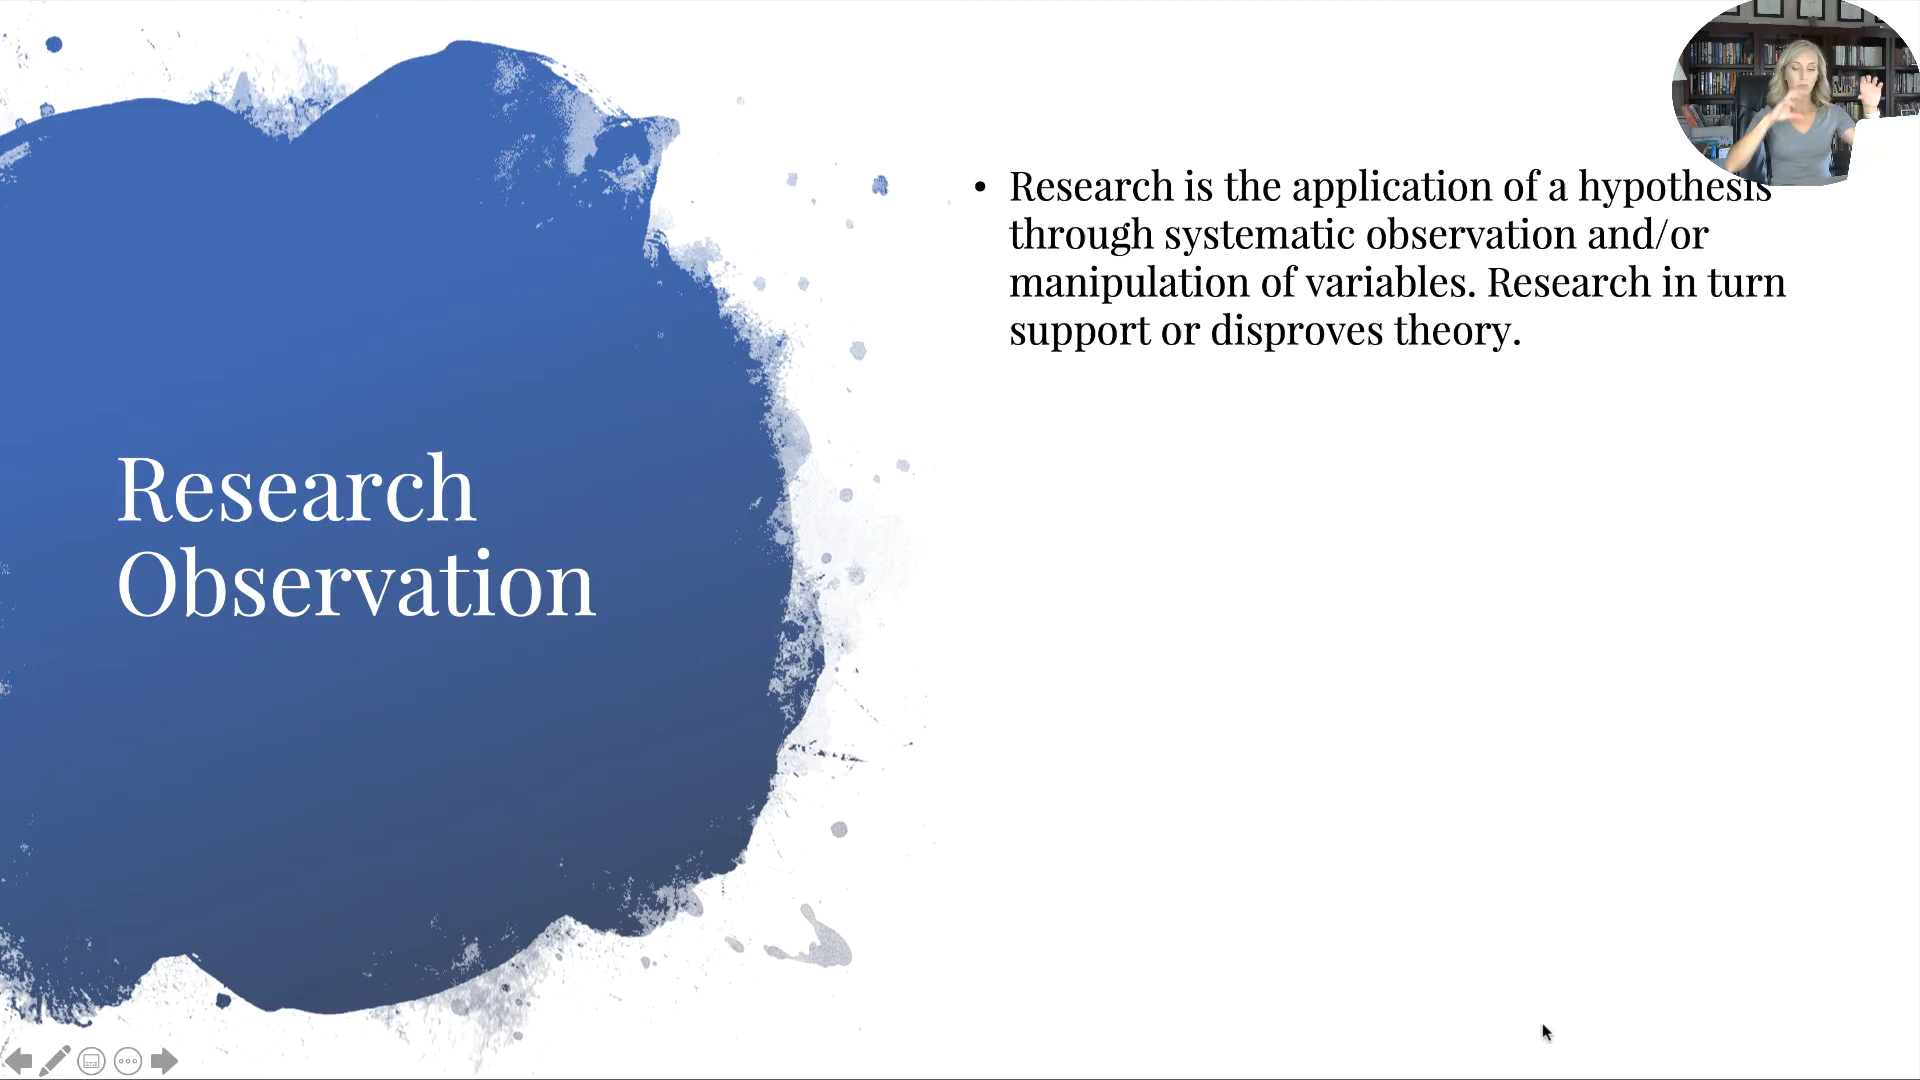 Research
Observation
• Research is the application of a hypothesis
through systematic observation and/or
manipulation of variables. Research in turn
support or disproves theory.